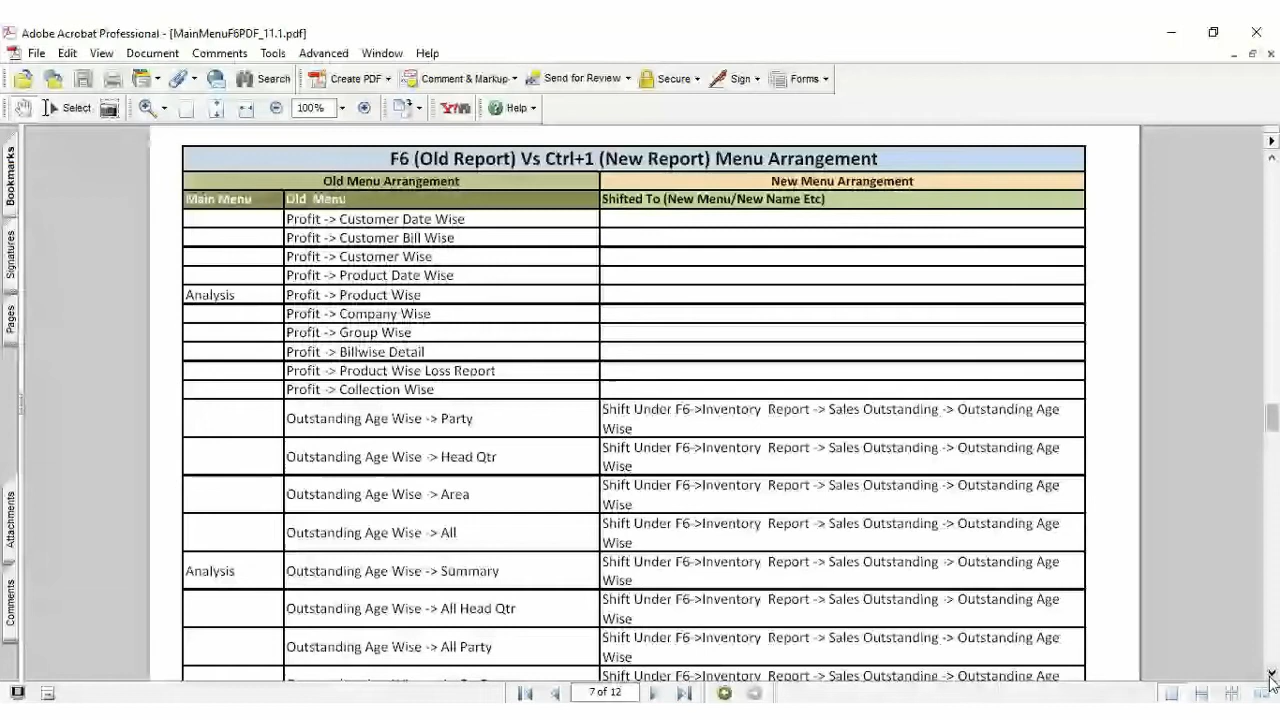 Adobe Acrobat Professional - [MainMenuF6PDF_11.1.pdf]
File Edit View Document Comments Tools Advanced Window Help
Search Create PDF Comment & Markup Send for Review Secure Sign Forms
Select 100% Help
Bookmarks
Signatures
Pages
Attachments
Comments
F6 (Old Report) Vs Ctrl+1 (New Report) Menu Arrangement
Old Menu Arrangement New Menu Arrangement
Main Menu Old Menu Shifted To (New Menu/New Name Etc)
Profit -> Customer Date Wise
Profit -> Customer Bill Wise
Profit -> Customer Wise
Profit -> Product Date Wise
Analysis Profit -> Product Wise
Profit -> Company Wise
Profit -> Group Wise
Profit -> Billwise Detail
Profit -> Product Wise Loss Report
Profit -> Collection Wise
Outstanding Age Wise -> Party Shift Under F6->Inventory Report -> Sales Outstanding -> Outstanding Age
Wise
Outstanding Age Wise -> Head Qtr Shift Under F6->Inventory Report -> Sales Outstanding -> Outstanding Age
Wise
Outstanding Age Wise -> Area Shift Under F6->Inventory Report -> Sales Outstanding -> Outstanding Age
Wise
Outstanding Age Wise -> All Shift Under F6->Inventory Report -> Sales Outstanding -> Outstanding Age
Wise
Analysis Outstanding Age Wise -> Summary Shift Under F6->Inventory Report -> Sales Outstanding -> Outstanding Age
Wise
Outstanding Age Wise -> All Head Qtr Shift Under F6->Inventory Report -> Sales Outstanding -> Outstanding Age
Wise
Outstanding Age Wise -> All Party Shift Under F6->Inventory Report -> Sales Outstanding -> Outstanding Age
Wise
Shift Under F6->Inventory Report -> Sales Outstanding -> Outstanding Age
7 of 12